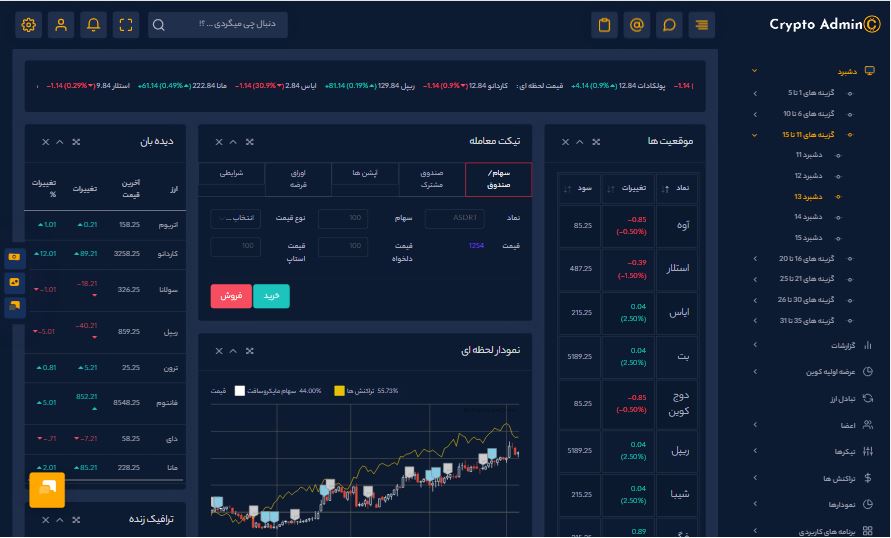 Crypto Admin
دنبال چی میگردی ... ؟!
دشبرد
گزینه های 1 تا 5
گزینه های 6 تا 10
گزینه های 11 تا 15
دشبرد 11
دشبرد 12
دشبرد 13
دشبرد 14
دشبرد 15
گزینه های 16 تا 20
گزینه های 21 تا 25
گزینه های 26 تا 30
گزینه های 31 تا 35
گزارشات
عرضه اولیه کوین
تبادل ارز
اعضا
تیکرها
تراکنش ها
نمودارها
برنامه های کاربردی
-1.14
پولکادات 12.84 +4.14 (0.9%▲)
قیمت لحظه ای :
کاردانو 12.84 -1.14 (0.9%▼)
ریپل 129.84 +81.19 (0.19%▲)
ایاس 2.84 -1.14 (30.9%▼)
مانا 222.84 +61.14 (0.49%▲)
استلار 9.84 -1.14 (0.29%▼)
موقعیت ها
نماد تغییرات سود
آوه -0.85 (-0.50%) 85.25
استلار -0.39 (-1.50%) 487.25
ایاس 0.04 (2.50%) 215.25
بت 0.04 (2.50%) 5189.25
دوج کوین -0.85 (-0.50%) 85.25
ریپل 0.04 (2.50%) 5189.25
شیبا 0.04 (2.50%) 215.25
0.89
تیکت معامله
سهام/صندوق
صندوق مشترک
آپشن ها
اوراق قرضه
شرایطی
نماد ASDRT سهام 100 نوع قیمت انتخاب ...
قیمت 1254 قیمت دلخواه 100 قیمت استاپ 100
خرید فروش
نمودار لحظه ای
قیمت سهام مایکروسافت 44.00% تراکنش ها 55.73%
دیده بان
ارز آخرین قیمت تغییرات تغییرات %
اتریوم 158.25 0.21▲ 1.01▲
کاردانو 3258.25 89.21▲ 12.01▲
سولانا 326.25 -18.21▼ -1.01▼
ریپل 859.25 -40.21▼ -5.01▼
ترون 25.25 5.21▲ 0.81▲
فانتوم 8548.25 852.21▲ 5.01▲
دای 58.25 -7.21▼ -.71▼
مانا 228.25 85.21▲ 2.01▲
ترافیک زنده